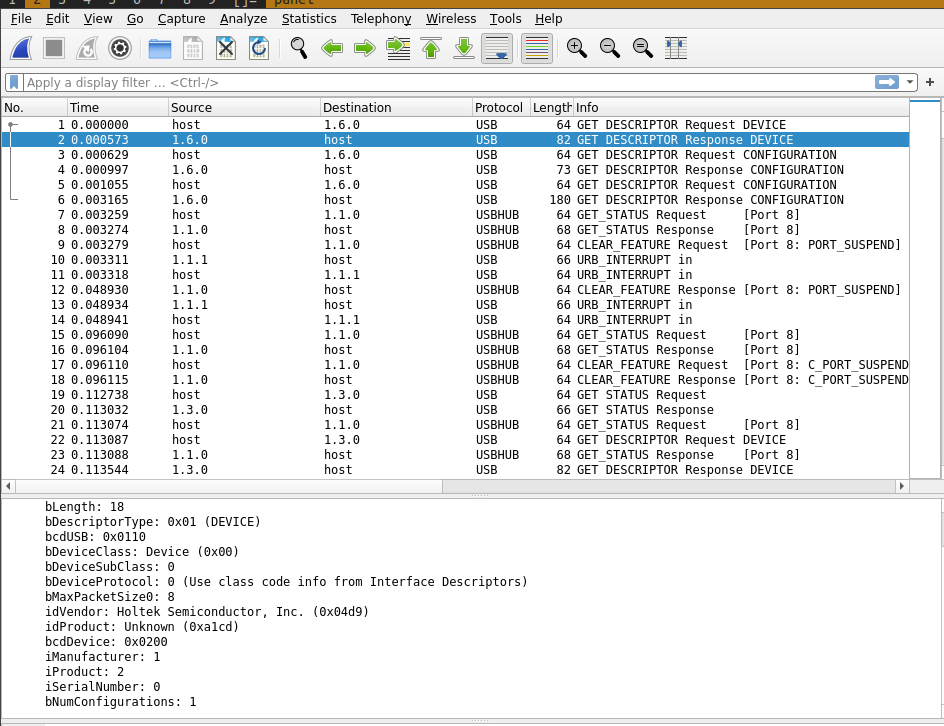 File Edit View Go Capture Analyze Statistics Telephony Wireless Tools Help
Apply a display filter … <Ctrl-/>
No. Time Source Destination Protocol Length Info
1 0.000000 host 1.6.0 USB 64 GET DESCRIPTOR Request DEVICE
2 0.000573 1.6.0 host USB 82 GET DESCRIPTOR Response DEVICE
3 0.000629 host 1.6.0 USB 64 GET DESCRIPTOR Request CONFIGURATION
4 0.000997 1.6.0 host USB 73 GET DESCRIPTOR Response CONFIGURATION
5 0.001055 host 1.6.0 USB 64 GET DESCRIPTOR Request CONFIGURATION
6 0.003165 1.6.0 host USB 180 GET DESCRIPTOR Response CONFIGURATION
7 0.003259 host 1.1.0 USBHUB 64 GET_STATUS Request [Port 8]
8 0.003274 1.1.0 host USBHUB 68 GET_STATUS Response [Port 8]
9 0.003279 host 1.1.0 USBHUB 64 CLEAR_FEATURE Request [Port 8: PORT_SUSPEND]
10 0.003311 1.1.1 host USB 66 URB_INTERRUPT in
11 0.003318 host 1.1.1 USB 64 URB_INTERRUPT in
12 0.048930 1.1.0 host USBHUB 64 CLEAR_FEATURE Response [Port 8: PORT_SUSPEND]
13 0.048934 1.1.1 host USB 66 URB_INTERRUPT in
14 0.048941 host 1.1.1 USB 64 URB_INTERRUPT in
15 0.096090 host 1.1.0 USBHUB 64 GET_STATUS Request [Port 8]
16 0.096104 1.1.0 host USBHUB 68 GET_STATUS Response [Port 8]
17 0.096110 host 1.1.0 USBHUB 64 CLEAR_FEATURE Request [Port 8: C_PORT_SUSPEND
18 0.096115 1.1.0 host USBHUB 64 CLEAR_FEATURE Response [Port 8: C_PORT_SUSPEND
19 0.112738 host 1.3.0 USB 64 GET STATUS Request
20 0.113032 1.3.0 host USB 66 GET STATUS Response
21 0.113074 host 1.1.0 USBHUB 64 GET_STATUS Request [Port 8]
22 0.113087 host 1.3.0 USB 64 GET DESCRIPTOR Request DEVICE
23 0.113088 1.1.0 host USBHUB 68 GET_STATUS Response [Port 8]
24 0.113544 1.3.0 host USB 82 GET DESCRIPTOR Response DEVICE
bLength: 18
bDescriptorType: 0x01 (DEVICE)
bcdUSB: 0x0110
bDeviceClass: Device (0x00)
bDeviceSubClass: 0
bDeviceProtocol: 0 (Use class code info from Interface Descriptors)
bMaxPacketSize0: 8
idVendor: Holtek Semiconductor, Inc. (0x04d9)
idProduct: Unknown (0xa1cd)
bcdDevice: 0x0200
iManufacturer: 1
iProduct: 2
iSerialNumber: 0
bNumConfigurations: 1